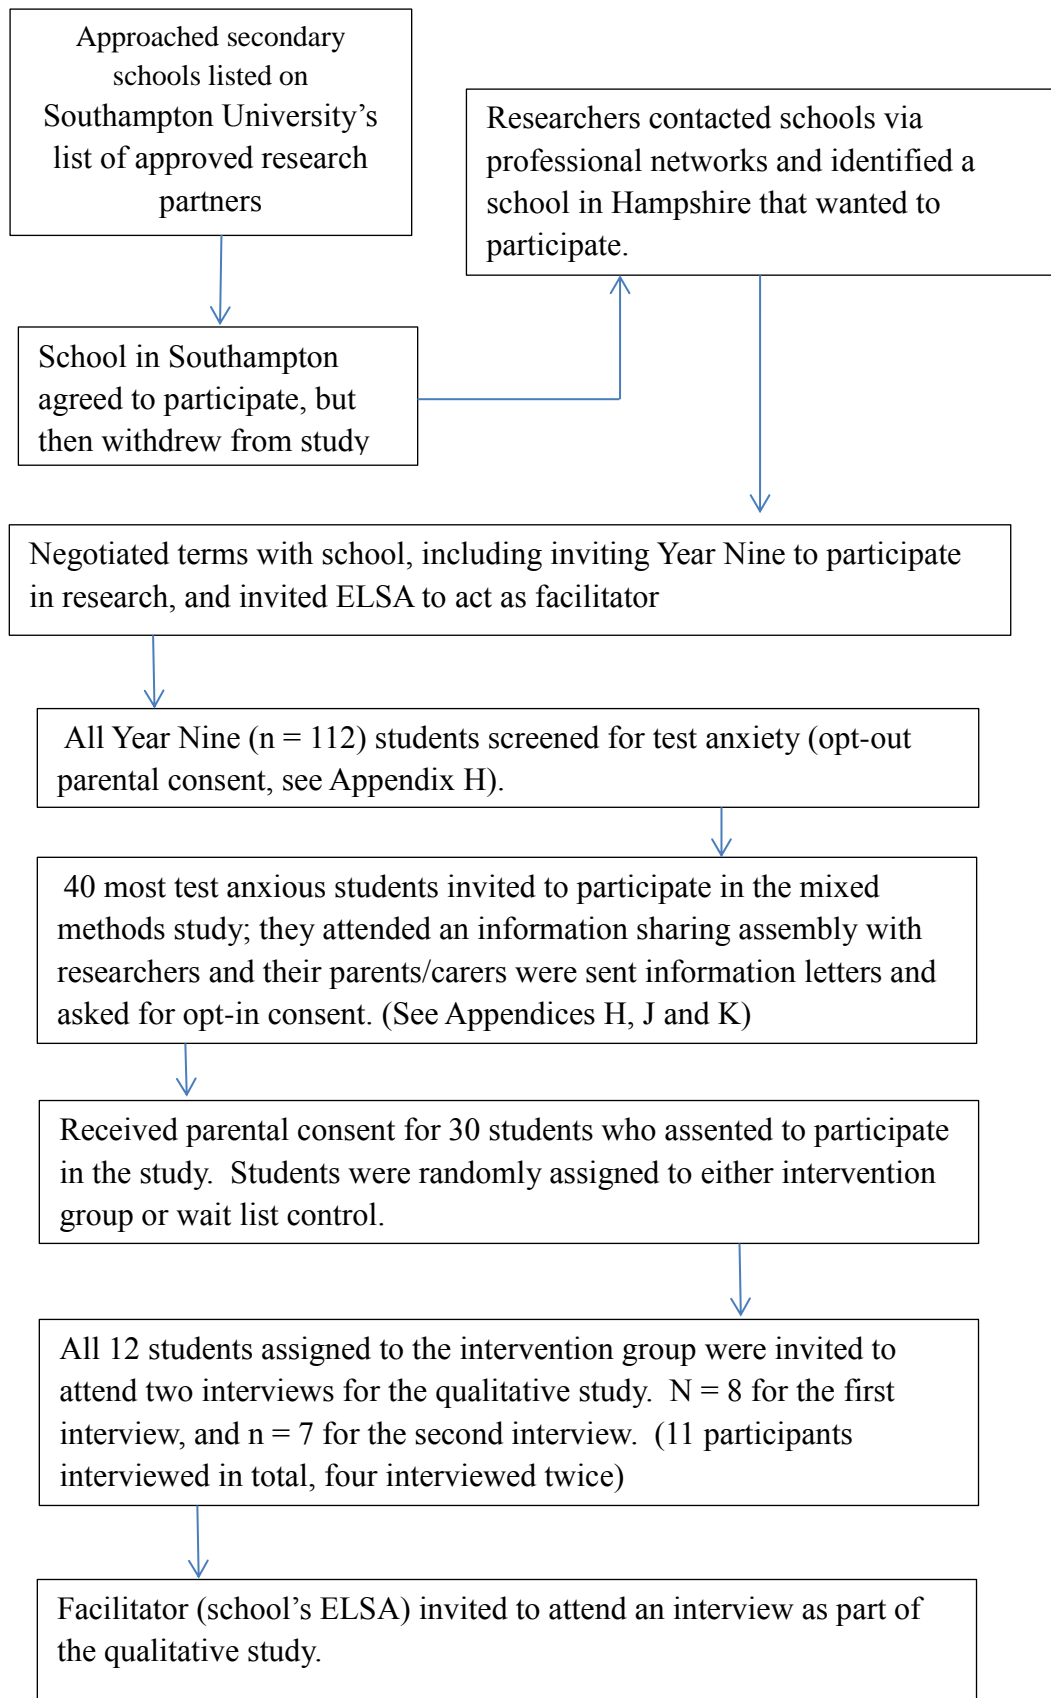 Approached secondary
schools listed on
Southampton University’s
list of approved research
partners
Researchers contacted schools via
professional networks and identified a
school in Hampshire that wanted to
participate.
School in Southampton
agreed to participate, but
then withdrew from study
Negotiated terms with school, including inviting Year Nine to participate
in research, and invited ELSA to act as facilitator
All Year Nine (n = 112) students screened for test anxiety (opt-out
parental consent, see Appendix H).
40 most test anxious students invited to participate in the mixed
methods study; they attended an information sharing assembly with
researchers and their parents/carers were sent information letters and
asked for opt-in consent. (See Appendices H, J and K)
Received parental consent for 30 students who assented to participate
in the study.  Students were randomly assigned to either intervention
group or wait list control.
All 12 students assigned to the intervention group were invited to
attend two interviews for the qualitative study.  N = 8 for the first
interview, and n = 7 for the second interview.  (11 participants
interviewed in total, four interviewed twice)
Facilitator (school’s ELSA) invited to attend an interview as part of
the qualitative study.